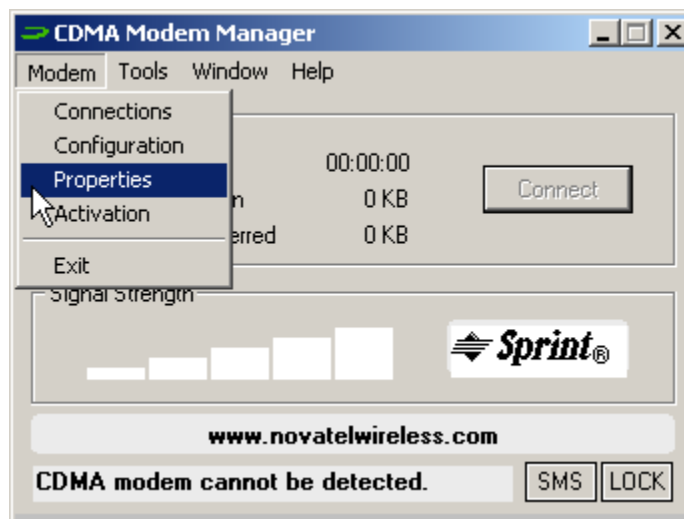 CDMA Modem Manager
Modem Tools Window Help
Connections
Configuration
Properties
Activation
Exit
00:00:00
0 KB
0 KB
Connect
Signal Strength
Sprint®
www.novatelwireless.com
CDMA modem cannot be detected.
SMS LOCK